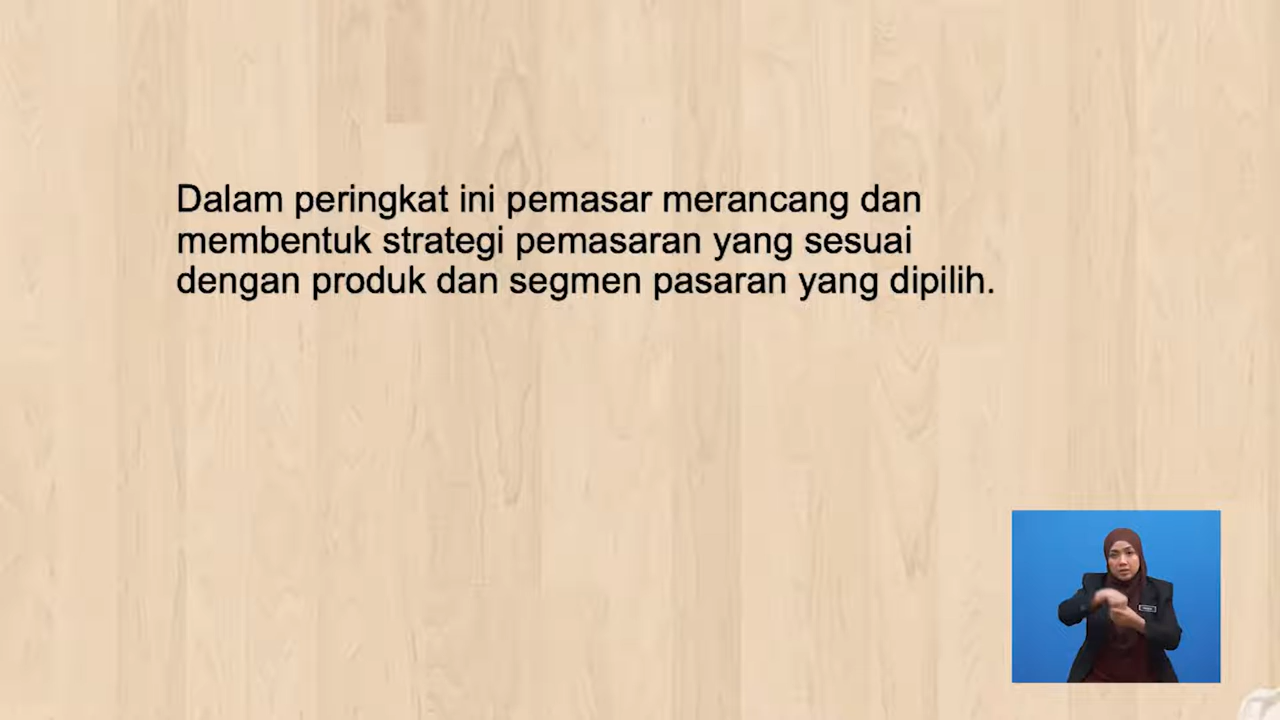 Dalam peringkat ini pemasar merancang dan
membentuk strategi pemasaran yang sesuai
dengan produk dan segmen pasaran yang dipilih.